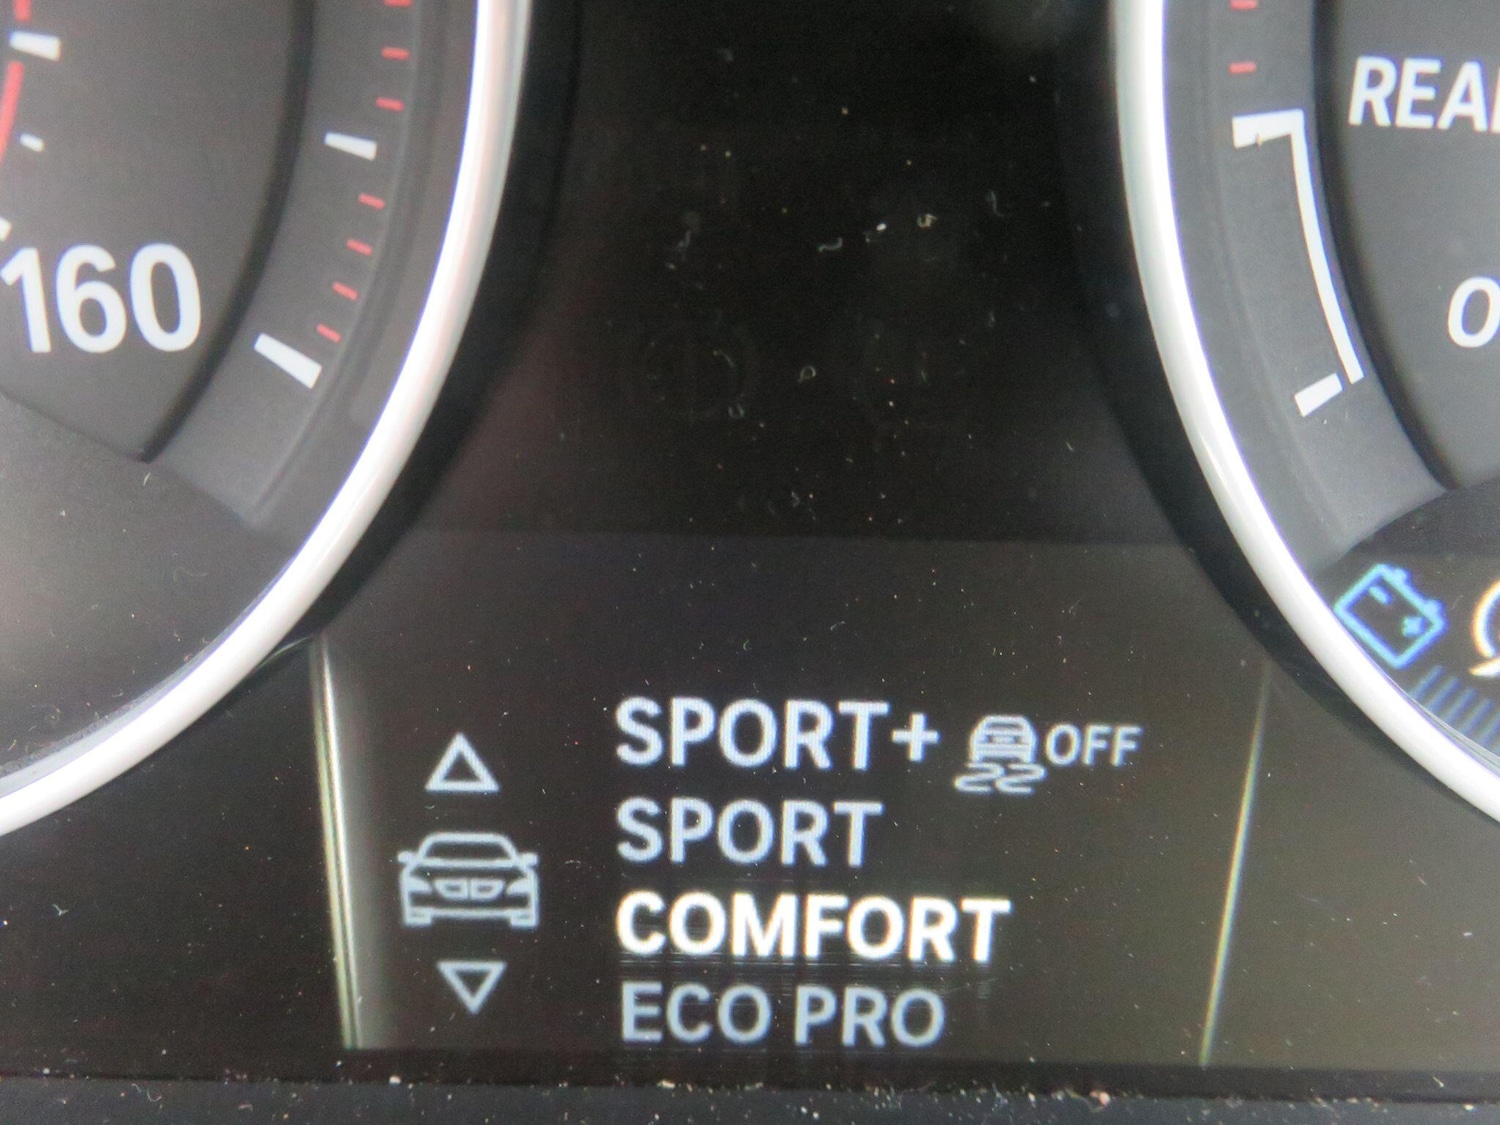 160
SPORT+ OFF
SPORT
COMFORT
ECO PRO